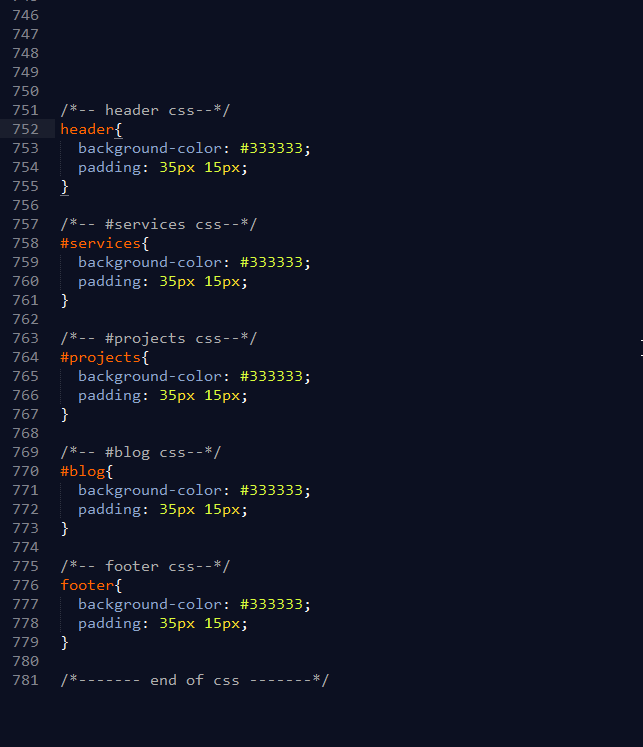 746
747
748
749
750
751 /*-- header css--*/
752 header{
753 background-color: #333333;
754 padding: 35px 15px;
755 }
756
757 /*-- #services css--*/
758 #services{
759 background-color: #333333;
760 padding: 35px 15px;
761 }
762
763 /*-- #projects css--*/
764 #projects{
765 background-color: #333333;
766 padding: 35px 15px;
767 }
768
769 /*-- #blog css--*/
770 #blog{
771 background-color: #333333;
772 padding: 35px 15px;
773 }
774
775 /*-- footer css--*/
776 footer{
777 background-color: #333333;
778 padding: 35px 15px;
779 }
780
781 /*------- end of css -------*/